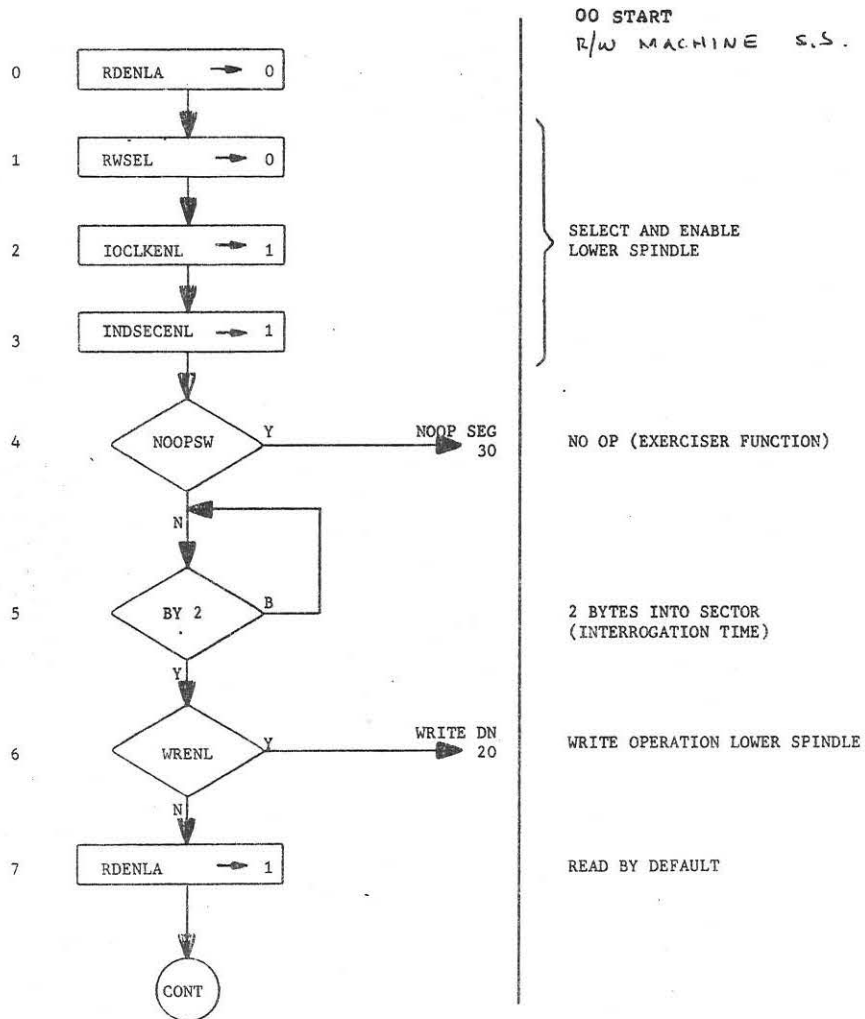 00 START
R/W MACHINE S.S.
0 RDENLA → 0
1 RWSEL → 0
2 IOCLKENL → 1
SELECT AND ENABLE
LOWER SPINDLE
3 INDSECENL → 1
4 NOOPSW Y NOOP SEG
30
NO OP (EXERCISER FUNCTION)
N
5 BY 2 B
2 BYTES INTO SECTOR
(INTERROGATION TIME)
Y
6 WRENL Y WRITE DN
20
WRITE OPERATION LOWER SPINDLE
N
7 RDENLA → 1
READ BY DEFAULT
CONT